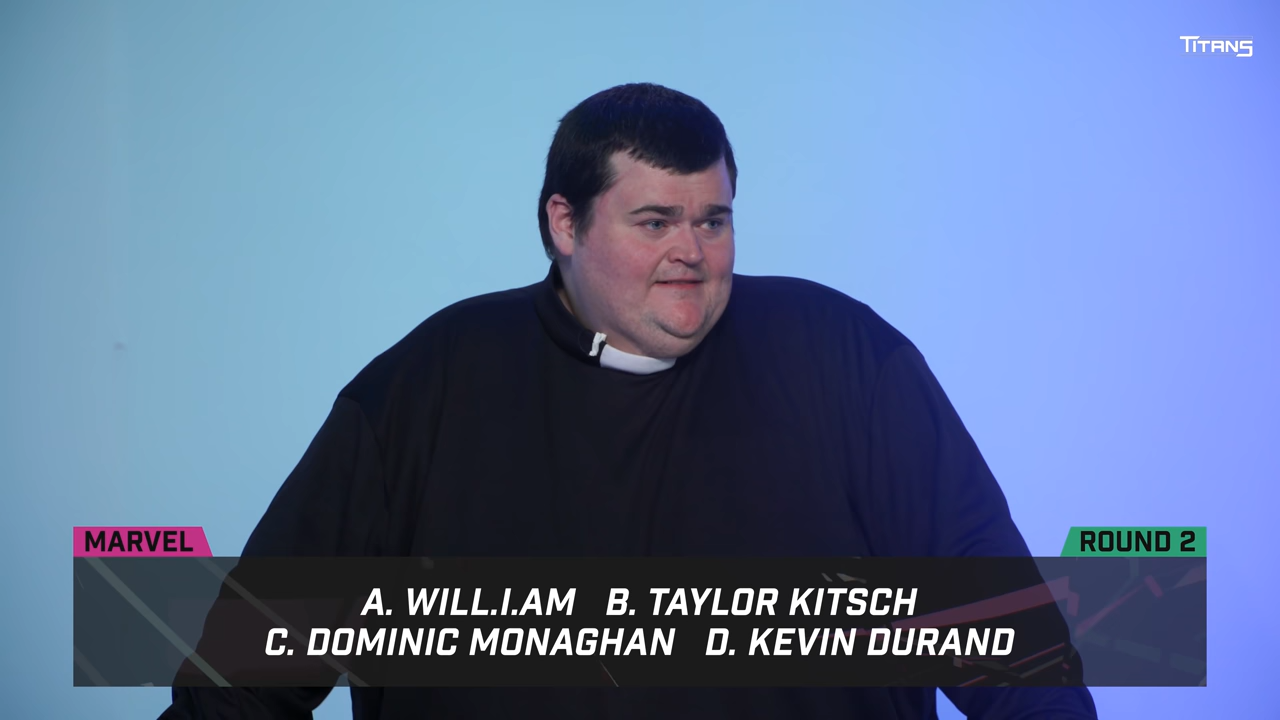 TITANS
MARVEL
ROUND 2
A. WILL.I.AM B. TAYLOR KITSCH
C. DOMINIC MONAGHAN D. KEVIN DURAND